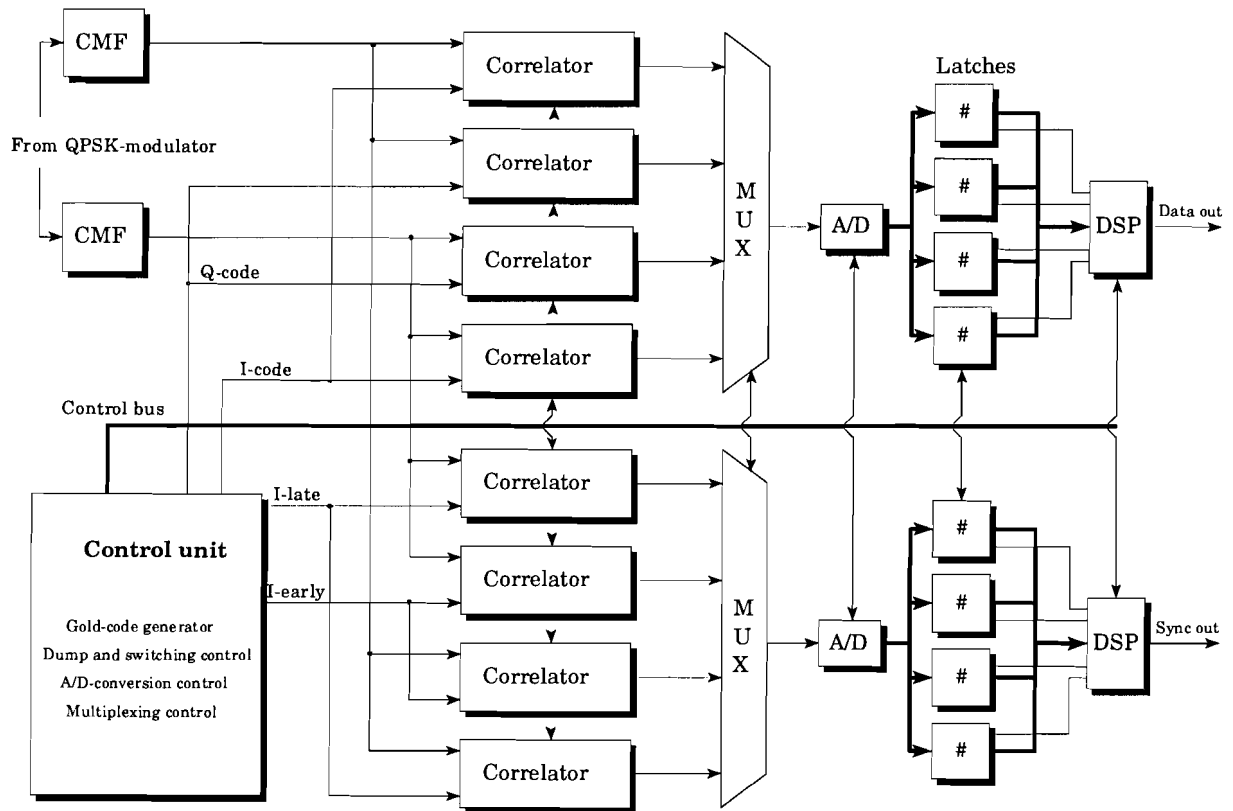 CMF
From QPSK-modulator
CMF
Correlator
Correlator
Correlator
Correlator
Q-code
I-code
Control bus
M
U
X
A/D
Latches
#
#
#
#
DSP
Data out
Control unit
Gold-code generator
Dump and switching control
A/D-conversion control
Multiplexing control
I-late
I-early
Correlator
Correlator
Correlator
Correlator
M
U
X
A/D
#
#
#
#
DSP
Sync out